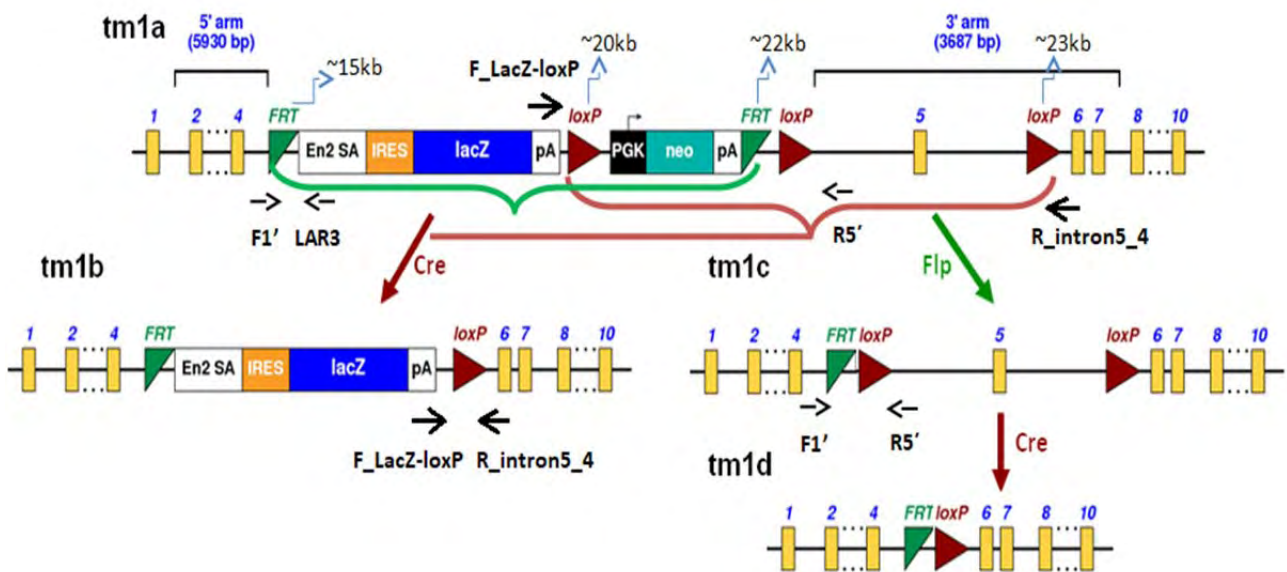 tm1a
5' arm
(5930 bp)
3' arm
(3687 bp)
~15kb
~20kb
~22kb
~23kb
F_LacZ-loxP
1 2 4 FRT loxP FRT loxP 5 loxP 6 7 8 10
En2 SA IRES lacZ pA PGK neo pA
F1' LAR3 R5' R_intron5_4
tm1b
Cre
tm1c
Flp
1 2 4 FRT loxP 6 7 8 10
En2 SA IRES lacZ pA
F_LacZ-loxP R_intron5_4
1 2 4 FRT loxP 5 loxP 6 7 8 10
F1' R5'
Cre
tm1d
1 2 4 FRT loxP 6 7 8 10